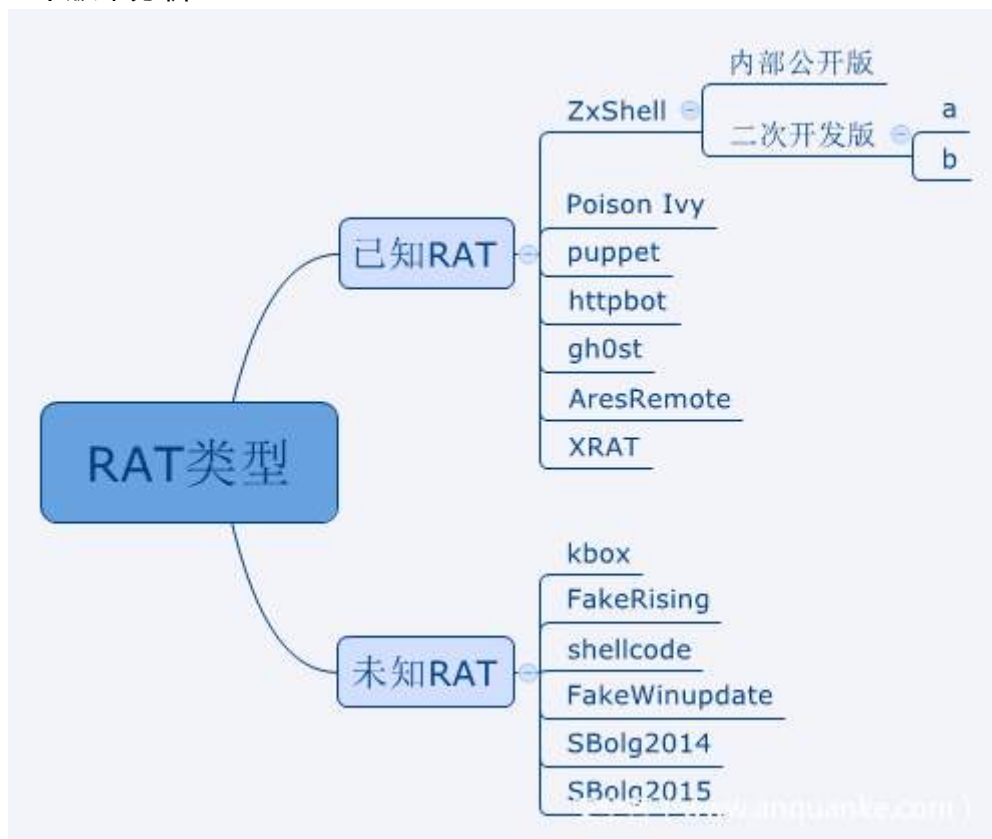 内部公开版
ZxShell
二次开发版
a
b
Poison Ivy
已知RAT
puppet
httpbot
gh0st
AresRemote
XRAT
RAT类型
kbox
FakeRising
shellcode
未知RAT
FakeWinupdate
SBolg2014
SBolg2015